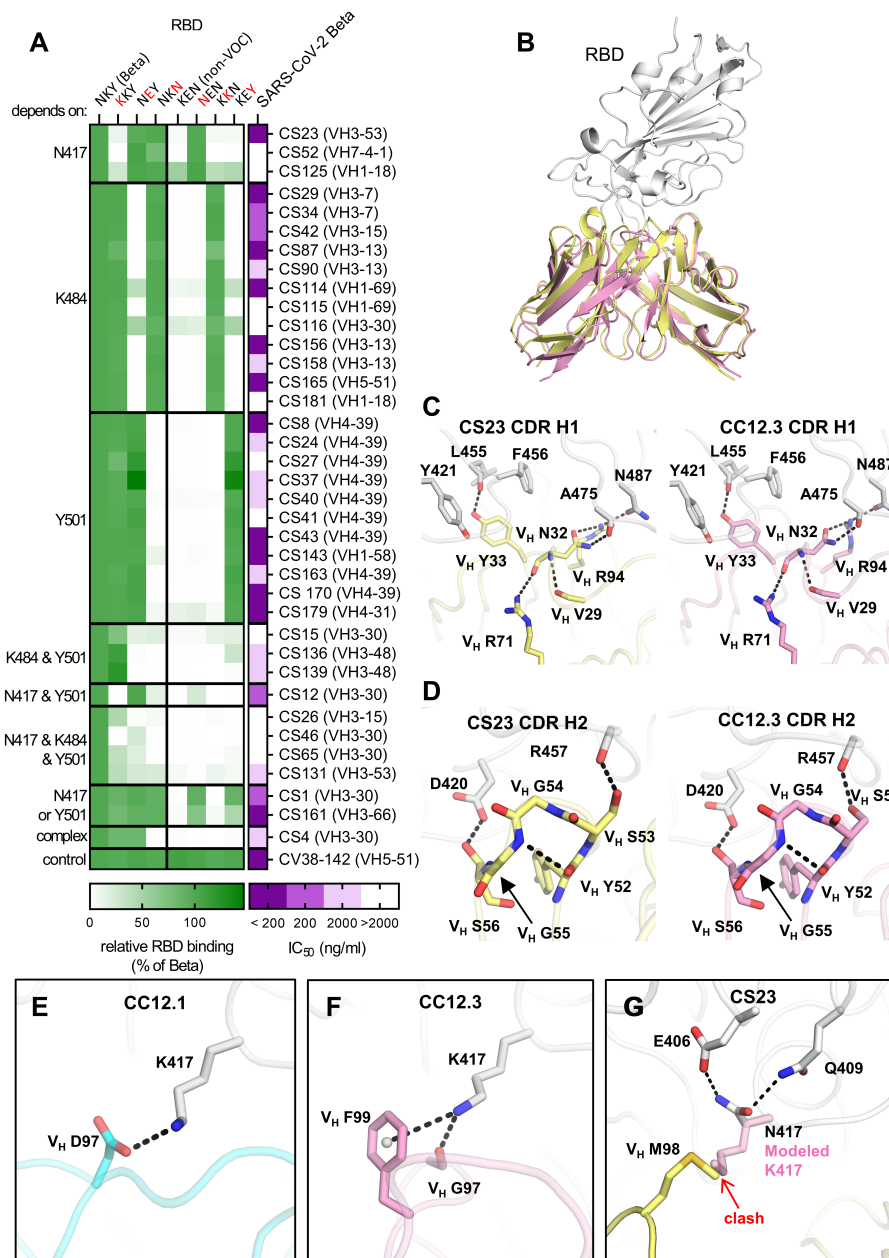 A
RBD
depends on:
NKY (Beta)
KKY
NEY
NKN
KEN (non-VOC)
NEN
KKN
KEY
SARS-CoV-2 Beta
N417
CS23 (VH3-53)
CS52 (VH7-4-1)
CS125 (VH1-18)
K484
CS29 (VH3-7)
CS34 (VH3-7)
CS42 (VH3-15)
CS87 (VH3-13)
CS90 (VH3-13)
CS114 (VH1-69)
CS115 (VH1-69)
CS116 (VH3-30)
CS156 (VH3-13)
CS158 (VH3-13)
CS165 (VH5-51)
CS181 (VH1-18)
Y501
CS8 (VH4-39)
CS24 (VH4-39)
CS27 (VH4-39)
CS37 (VH4-39)
CS40 (VH4-39)
CS41 (VH4-39)
CS43 (VH4-39)
CS143 (VH1-58)
CS163 (VH4-39)
CS 170 (VH4-39)
CS179 (VH4-31)
K484 & Y501
CS15 (VH3-30)
CS136 (VH3-48)
CS139 (VH3-48)
N417 & Y501
CS12 (VH3-30)
N417 & K484
& Y501
CS26 (VH3-15)
CS46 (VH3-30)
CS65 (VH3-30)
CS131 (VH3-53)
N417
or Y501
CS1 (VH3-30)
CS161 (VH3-66)
complex
CS4 (VH3-30)
control
CV38-142 (VH5-51)
0 50 100
relative RBD binding
(% of Beta)
< 200 200 2000 >2000
IC50 (ng/ml)
B
RBD
C
CS23 CDR H1
L455
F456
Y421
N487
A475
VH N32
VH Y33
VH R94
VH V29
VH R71
CC12.3 CDR H1
L455
F456
Y421
N487
A475
VH N32
VH Y33
VH R94
VH V29
VH R71
D
CS23 CDR H2
R457
D420
VH G54
VH S53
VH Y52
VH S56
VH G55
CC12.3 CDR H2
R457
D420
VH G54
VH S5
VH Y52
VH S56
VH G55
E
CC12.1
K417
VH D97
F
CC12.3
K417
VH F99
VH G97
G
CS23
E406
Q409
N417
Modeled
K417
VH M98
clash